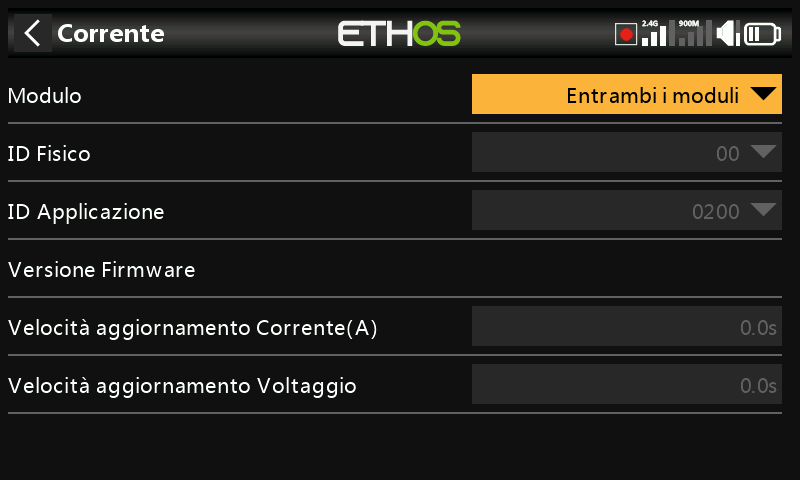 Corrente
ETHOS
2.4G
900M
Modulo
Entrambi i moduli
ID Fisico
00
ID Applicazione
0200
Versione Firmware
Velocità aggiornamento Corrente(A)
0.0s
Velocità aggiornamento Voltaggio
0.0s